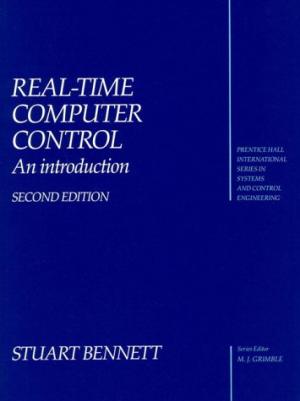 REAL-TIME
COMPUTER
CONTROL
An introduction
SECOND EDITION
PRENTICE HALL
INTERNATIONAL
SERIES IN
SYSTEMS
AND CONTROL
ENGINEERING
STUART BENNETT
Series Editor
M. J. GRIMBLE